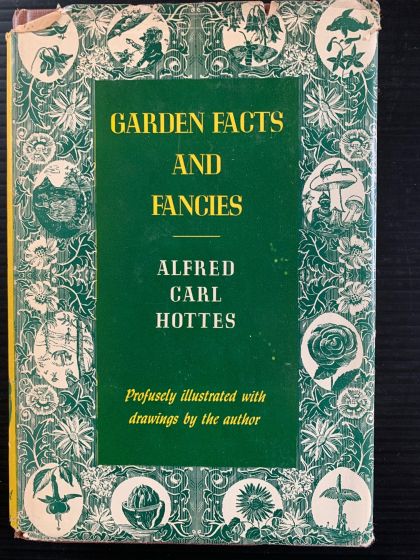 GARDEN FACTS
AND
FANCIES
ALFRED
CARL
HOTTES
Profusely illustrated with
drawings by the author